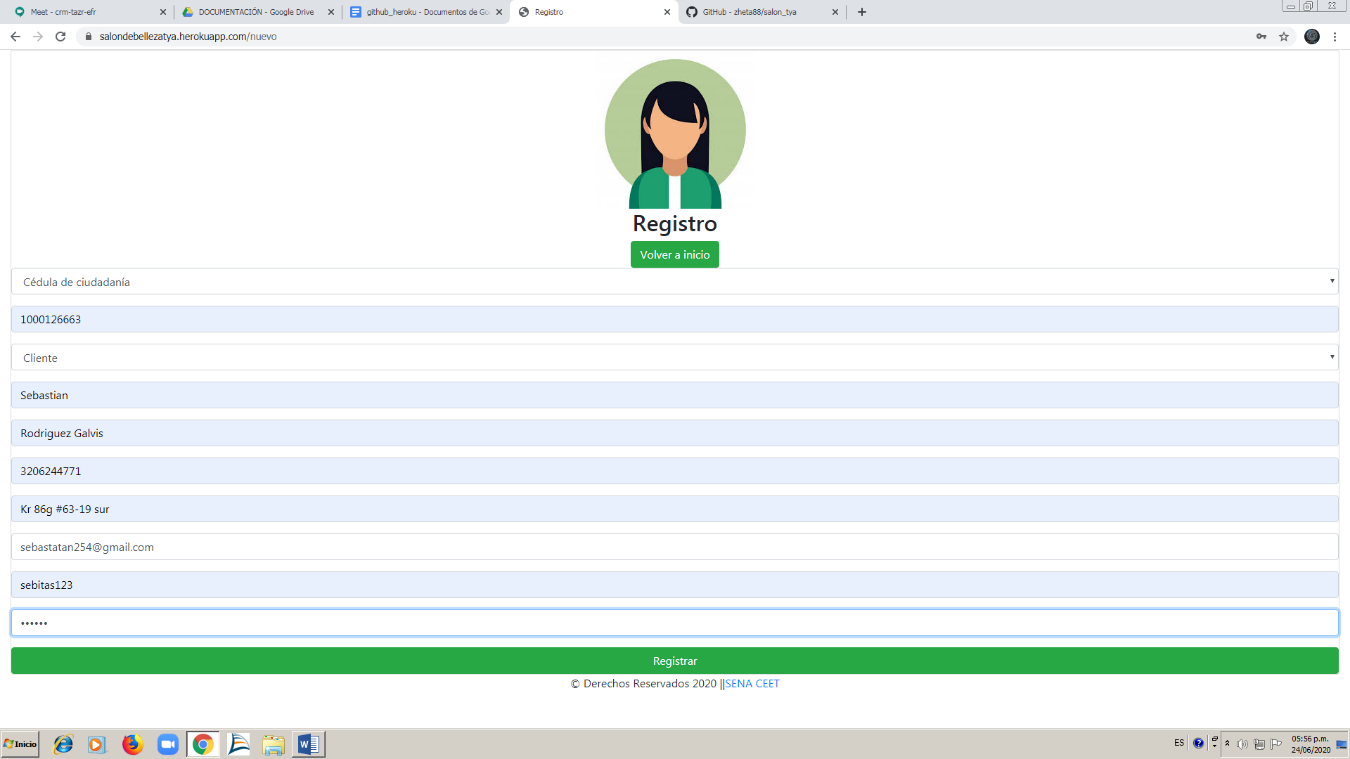 Meet - crm-tazr-efr
DOCUMENTACIÓN - Google Drive
github_heroku - Documentos de Go
Registro
GitHub - zheta88/salon_tya
salondebellezatya.herokuapp.com/nuevo
Registro
Volver a inicio
Cédula de ciudadanía
1000126663
Cliente
Sebastian
Rodriguez Galvis
3206244771
Kr 86g #63-19 sur
sebastatan254@gmail.com
sebitas123
••••••
Registrar
© Derechos Reservados 2020 ||SENA CEET
Inicio
ES
05:56 p.m.
24/06/2020